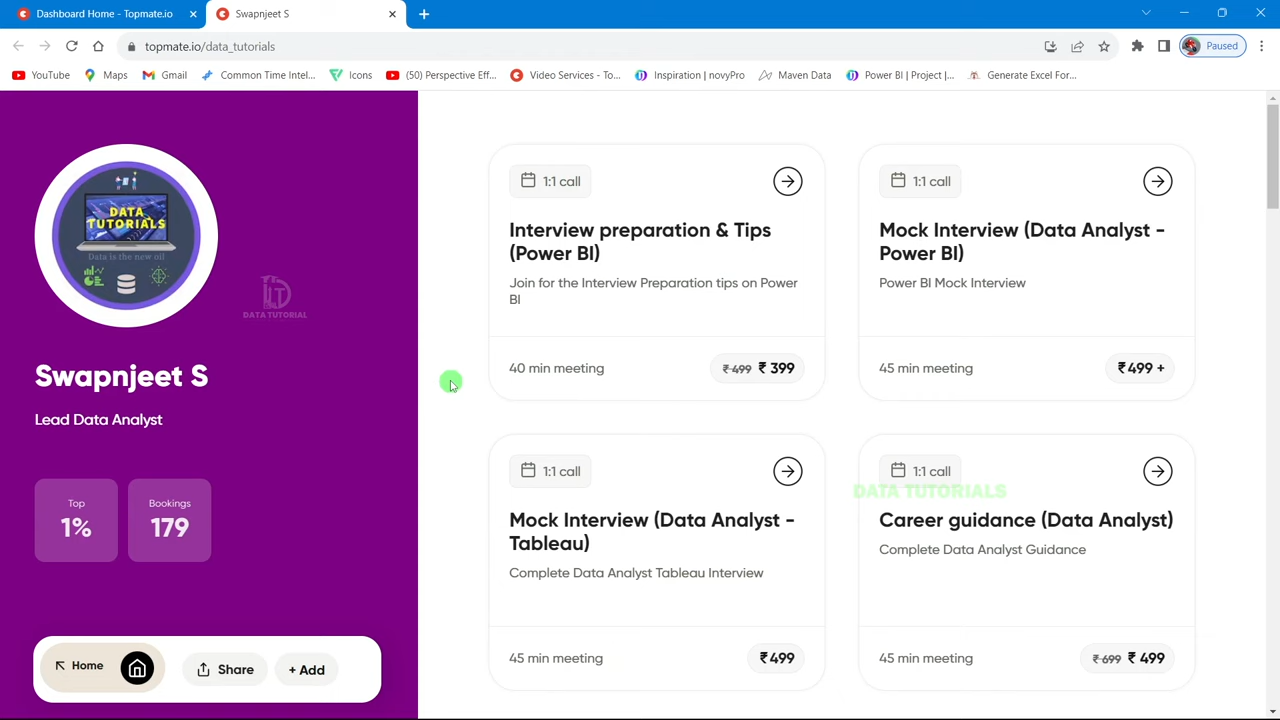 Dashboard Home - Topmate.io
Swapnjeet S
topmate.io/data_tutorials
Paused
YouTube
Maps
Gmail
Common Time Intel...
Icons
(50) Perspective Eff...
Video Services - To...
Inspiration | novyPro
Maven Data
Power BI | Project |...
Generate Excel For...
DATA
TUTORIALS
Data is the new oil
DATA TUTORIAL
Swapnjeet S
Lead Data Analyst
Top
1%
Bookings
179
Home
Share
+ Add
1:1 call
Interview preparation & Tips
(Power BI)
Join for the Interview Preparation tips on Power
BI
40 min meeting
₹ 499 ₹ 399
1:1 call
Mock Interview (Data Analyst -
Power BI)
Power BI Mock Interview
45 min meeting
₹ 499 +
1:1 call
Mock Interview (Data Analyst -
Tableau)
Complete Data Analyst Tableau Interview
45 min meeting
₹ 499
1:1 call
DATA TUTORIALS
Career guidance (Data Analyst)
Complete Data Analyst Guidance
45 min meeting
₹ 699 ₹ 499